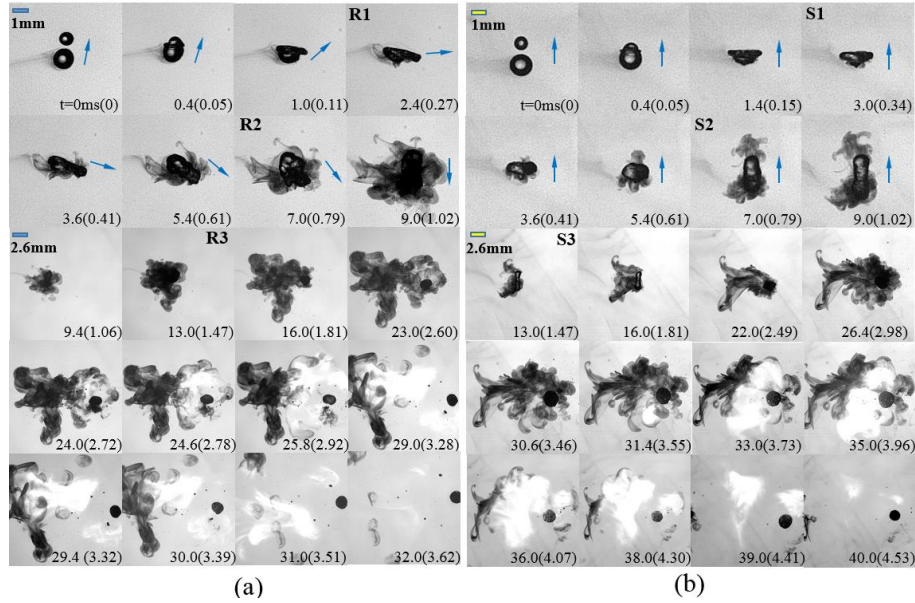 R1
1mm
t=0ms(0) 0.4(0.05) 1.0(0.11) 2.4(0.27)
R2
3.6(0.41) 5.4(0.61) 7.0(0.79) 9.0(1.02)
R3
2.6mm
9.4(1.06) 13.0(1.47) 16.0(1.81) 23.0(2.60)
24.0(2.72) 24.6(2.78) 25.8(2.92) 29.0(3.28)
29.4 (3.32) 30.0(3.39) 31.0(3.51) 32.0(3.62)
(a)
S1
1mm
t=0ms(0) 0.4(0.05) 1.4(0.15) 3.0(0.34)
S2
3.6(0.41) 5.4(0.61) 7.0(0.79) 9.0(1.02)
S3
2.6mm
13.0(1.47) 16.0(1.81) 22.0(2.49) 26.4(2.98)
30.6(3.46) 31.4(3.55) 33.0(3.73) 35.0(3.96)
36.0(4.07) 38.0(4.30) 39.0(4.41) 40.0(4.53)
(b)